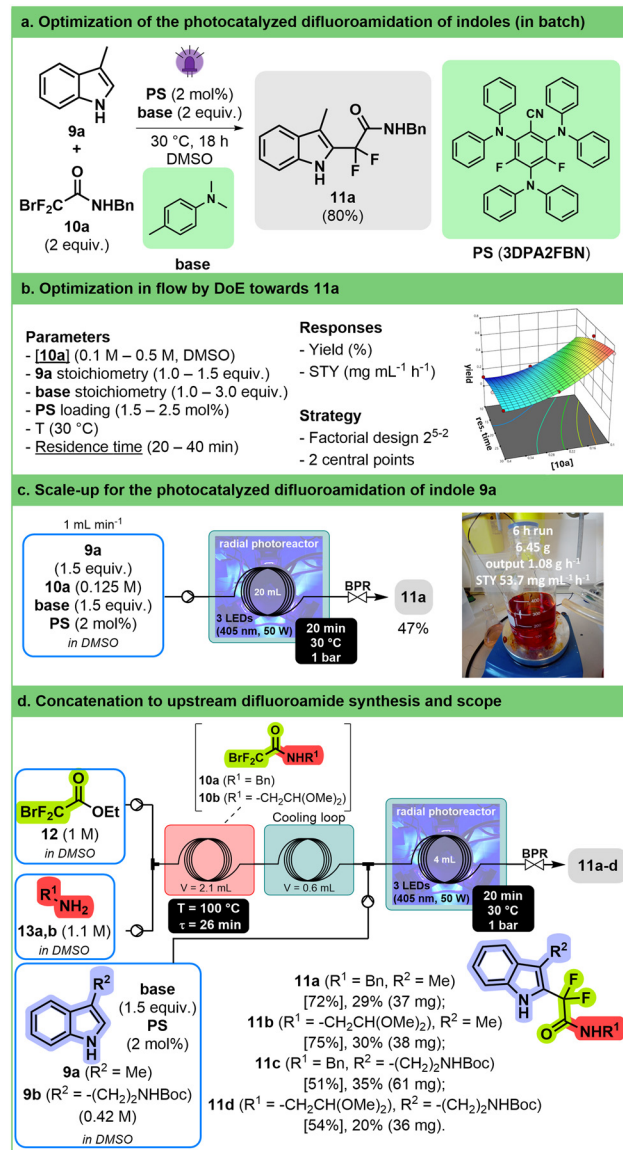 a. Optimization of the photocatalyzed difluoroamidation of indoles (in batch)
N
H
9a
+
O
BrF₂C NHBn
10a
(2 equiv.)
PS (2 mol%)
base (2 equiv.)
30 °C, 18 h
DMSO
N
base
O
NHBn
N
H
F
F
11a
(80%)
CN
N
N
F
F
N
PS (3DPA2FBN)
b. Optimization in flow by DoE towards 11a
Parameters
- [10a] (0.1 M – 0.5 M, DMSO)
- 9a stoichiometry (1.0 – 1.5 equiv.)
- base stoichiometry (1.0 – 3.0 equiv.)
- PS loading (1.5 – 2.5 mol%)
- T (30 °C)
- Residence time (20 – 40 min)
Responses
- Yield (%)
- STY (mg mL⁻¹ h⁻¹)
Strategy
- Factorial design 2⁵⁻²
- 2 central points
yield
res. time
[10a]
c. Scale-up for the photocatalyzed difluoroamidation of indole 9a
1 mL min⁻¹
9a
(1.5 equiv.)
10a (0.125 M)
base (1.5 equiv.)
PS (2 mol%)
in DMSO
radial photoreactor
20 mL
3 LEDs
(405 nm, 50 W)
20 min
30 °C
1 bar
BPR
11a
47%
6 h run
6.45 g
output 1.08 g h⁻¹
STY 53.7 mg mL⁻¹ h⁻¹
d. Concatenation to upstream difluoroamide synthesis and scope
O
BrF₂C NHR¹
10a (R¹ = Bn)
10b (R¹ = -CH₂CH(OMe)₂)
O
BrF₂C OEt
12 (1 M)
in DMSO
R¹
NH₂
13a,b (1.1 M)
in DMSO
V = 2.1 mL
T = 100 °C
τ = 26 min
Cooling loop
V = 0.6 mL
radial photoreactor
4 mL
3 LEDs
(405 nm, 50 W)
20 min
30 °C
1 bar
BPR
11a-d
R²
N
H
base
(1.5 equiv.)
PS
(2 mol%)
9a (R² = Me)
9b (R² = -(CH₂)₂NHBoc)
(0.42 M)
in DMSO
11a (R¹ = Bn, R² = Me)
[72%], 29% (37 mg);
11b (R¹ = -CH₂CH(OMe)₂), R² = Me)
[75%], 30% (38 mg);
11c (R¹ = Bn, R² = -(CH₂)₂NHBoc)
[51%], 35% (61 mg);
11d (R¹ = -CH₂CH(OMe)₂), R² = -(CH₂)₂NHBoc)
[54%], 20% (36 mg).
R²
N
H
F
F
O
NHR¹